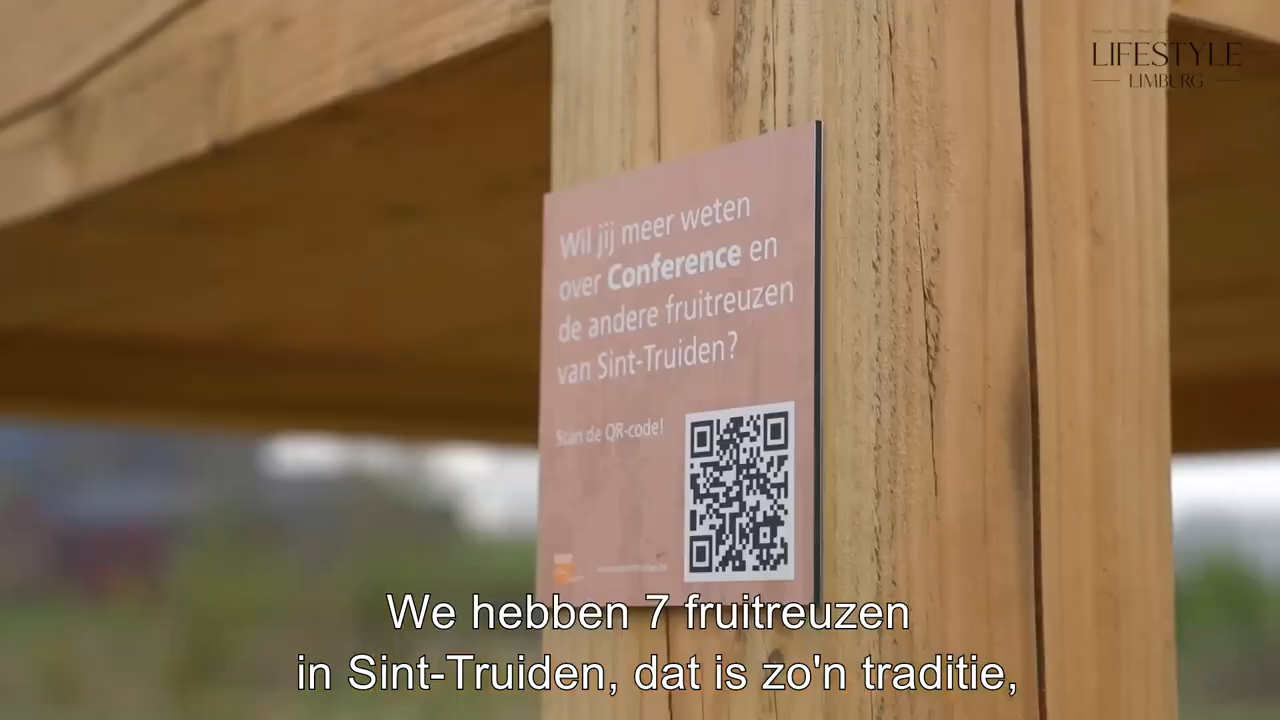 LIFESTYLE
LIMBURG
Wil jij meer weten
over Conference en
de andere fruitreuzen
van Sint-Truiden?
Scan de QR-code!
We hebben 7 fruitreuzen
in Sint-Truiden, dat is zo'n traditie,